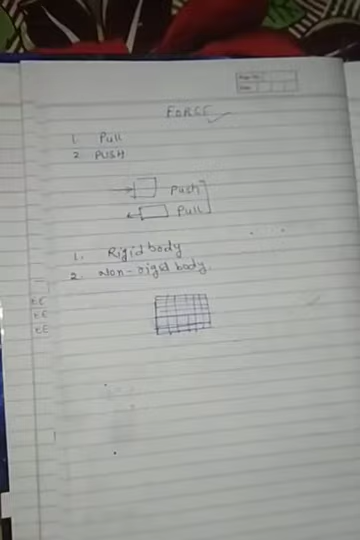 FORCE
1. Pull
2 PUSH
Push
Pull
1. Rigid body
2. Non-rigid body.